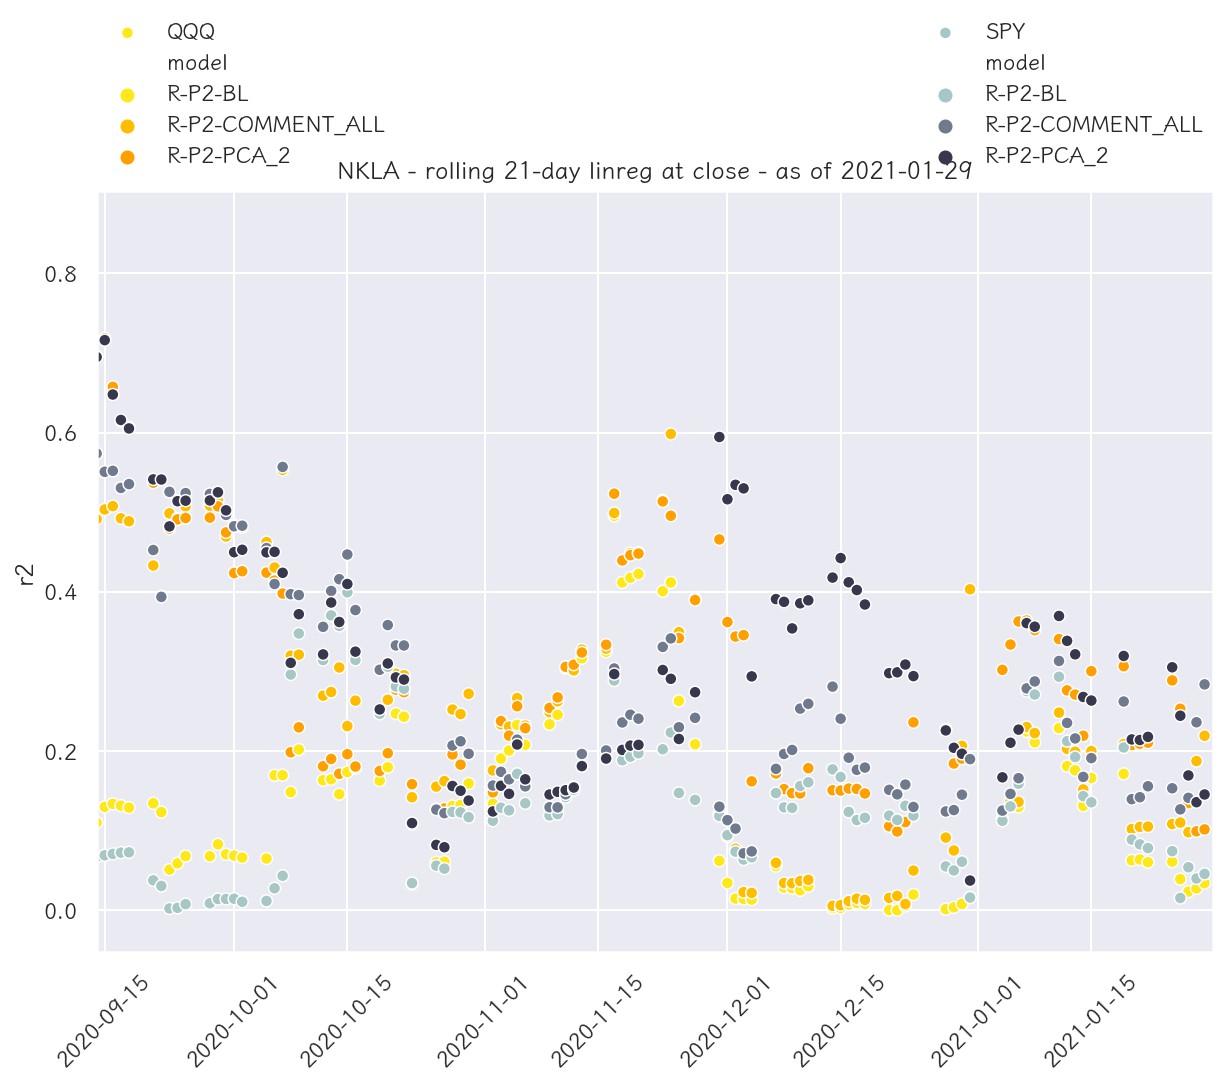 QQQ
model
R-P2-BL
R-P2-COMMENT_ALL
R-P2-PCA_2
SPY
model
R-P2-BL
R-P2-COMMENT_ALL
R-P2-PCA_2
NKLA - rolling 21-day linreg at close - as of 2021-01-29
0.8
0.6
0.4
0.2
0.0
r2
2020-09-15
2020-10-01
2020-10-15
2020-11-01
2020-11-15
2020-12-01
2020-12-15
2021-01-01
2021-01-15